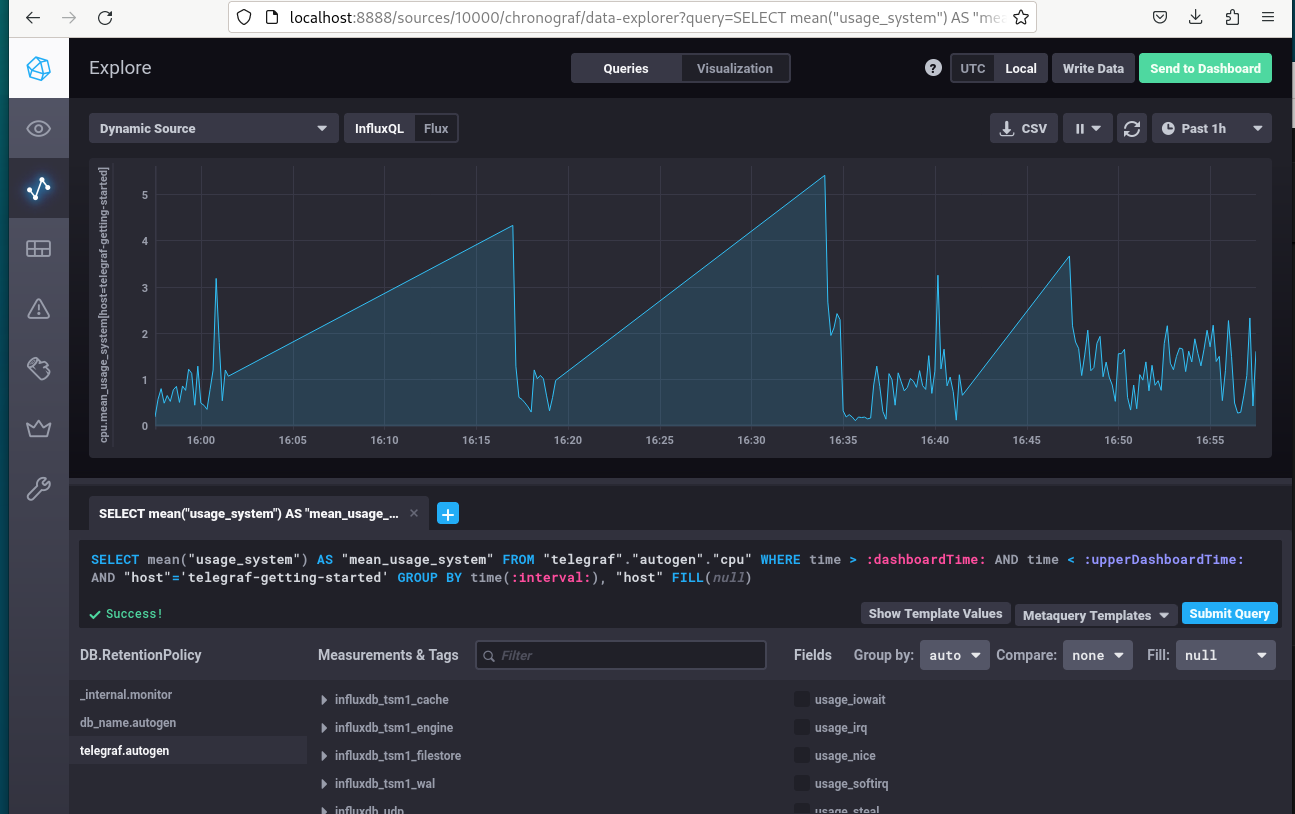 localhost:8888/sources/10000/chronograf/data-explorer?query=SELECT mean("usage_system") AS "mea
Explore
Queries
Visualization
?
UTC
Local
Write Data
Send to Dashboard
Dynamic Source
InfluxQL
Flux
CSV
Past 1h
cpu.mean_usage_system[host=telegraf-getting-started]
5
4
3
2
1
0
16:00 16:05 16:10 16:15 16:20 16:25 16:30 16:35 16:40 16:45 16:50 16:55
SELECT mean("usage_system") AS "mean_usage_...
SELECT mean("usage_system") AS "mean_usage_system" FROM "telegraf"."autogen"."cpu" WHERE time > :dashboardTime: AND time < :upperDashboardTime:
AND "host"='telegraf-getting-started' GROUP BY time(:interval:), "host" FILL(null)
Success!
Show Template Values
Metaquery Templates
Submit Query
DB.RetentionPolicy
Measurements & Tags
Filter
Fields
Group by: auto
Compare: none
Fill: null
_internal.monitor
db_name.autogen
telegraf.autogen
influxdb_tsm1_cache
influxdb_tsm1_engine
influxdb_tsm1_filestore
influxdb_tsm1_wal
influxdb_udp
usage_iowait
usage_irq
usage_nice
usage_softirq
usage_steal